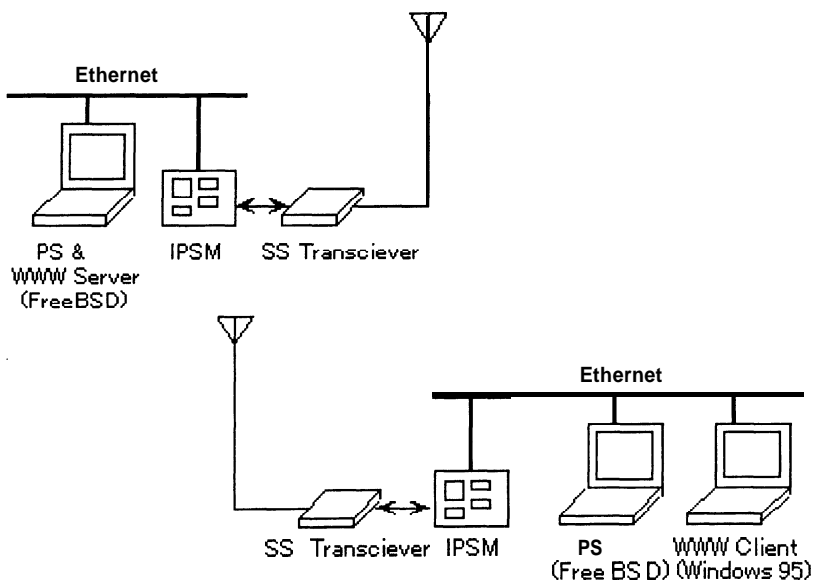 Ethernet
PS &
WWW Server
(FreeBSD)
IPSM
SS Transciever
Ethernet
SS Transciever
IPSM
PS
(Free BS D)
WWW Client
(Windows 95)